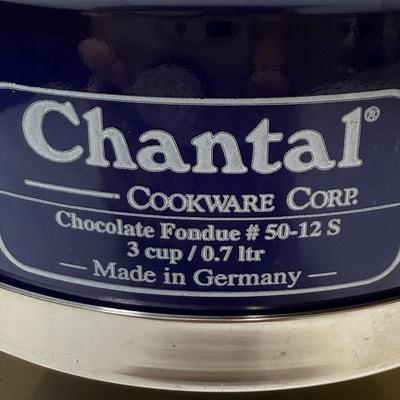 Chantal®
COOKWARE CORP.
Chocolate Fondue # 50-12 S
3 cup / 0.7 ltr
— Made in Germany —